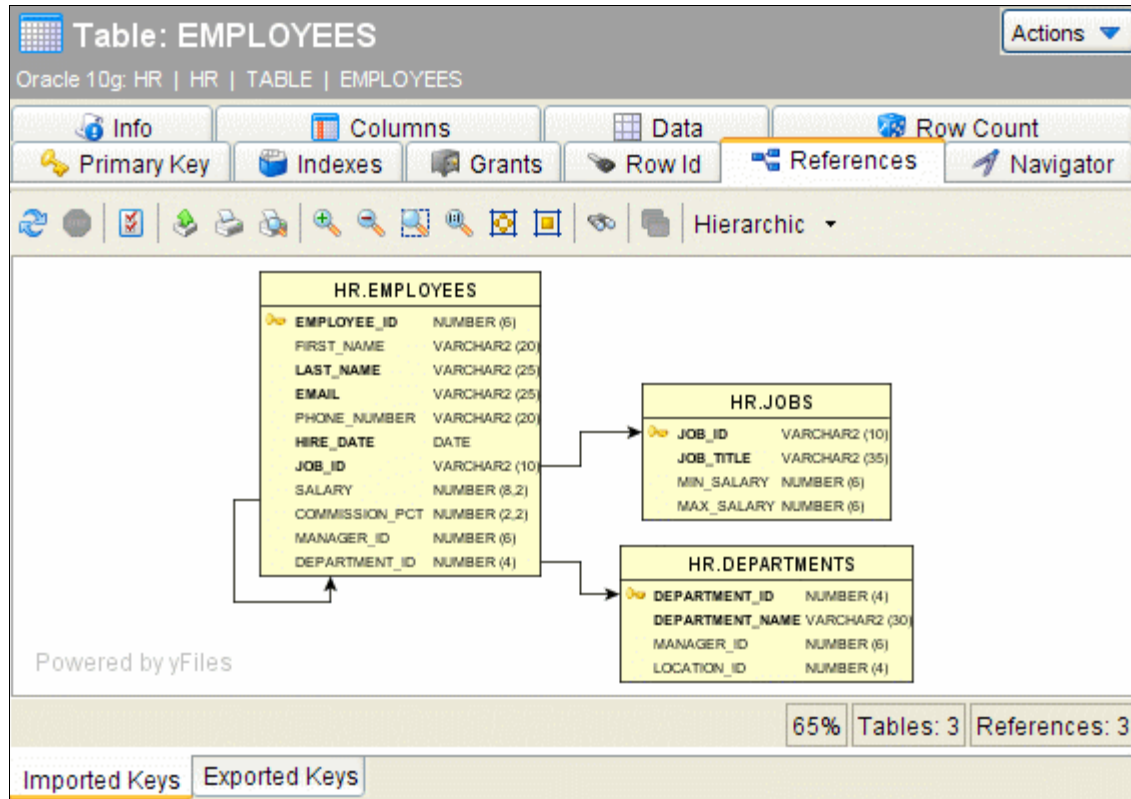 Table: EMPLOYEES
Actions
Oracle 10g: HR | HR | TABLE | EMPLOYEES
Info Columns Data Row Count
Primary Key Indexes Grants Row Id References Navigator
Hierarchic
HR.EMPLOYEES
EMPLOYEE_ID NUMBER (6)
FIRST_NAME VARCHAR2 (20)
LAST_NAME VARCHAR2 (25)
EMAIL VARCHAR2 (25)
PHONE_NUMBER VARCHAR2 (20)
HIRE_DATE DATE
JOB_ID VARCHAR2 (10)
SALARY NUMBER (8,2)
COMMISSION_PCT NUMBER (2,2)
MANAGER_ID NUMBER (6)
DEPARTMENT_ID NUMBER (4)
HR.JOBS
JOB_ID VARCHAR2 (10)
JOB_TITLE VARCHAR2 (35)
MIN_SALARY NUMBER (6)
MAX_SALARY NUMBER (6)
HR.DEPARTMENTS
DEPARTMENT_ID NUMBER (4)
DEPARTMENT_NAME VARCHAR2 (30)
MANAGER_ID NUMBER (6)
LOCATION_ID NUMBER (4)
Powered by yFiles
65% Tables: 3 References: 3
Imported Keys Exported Keys